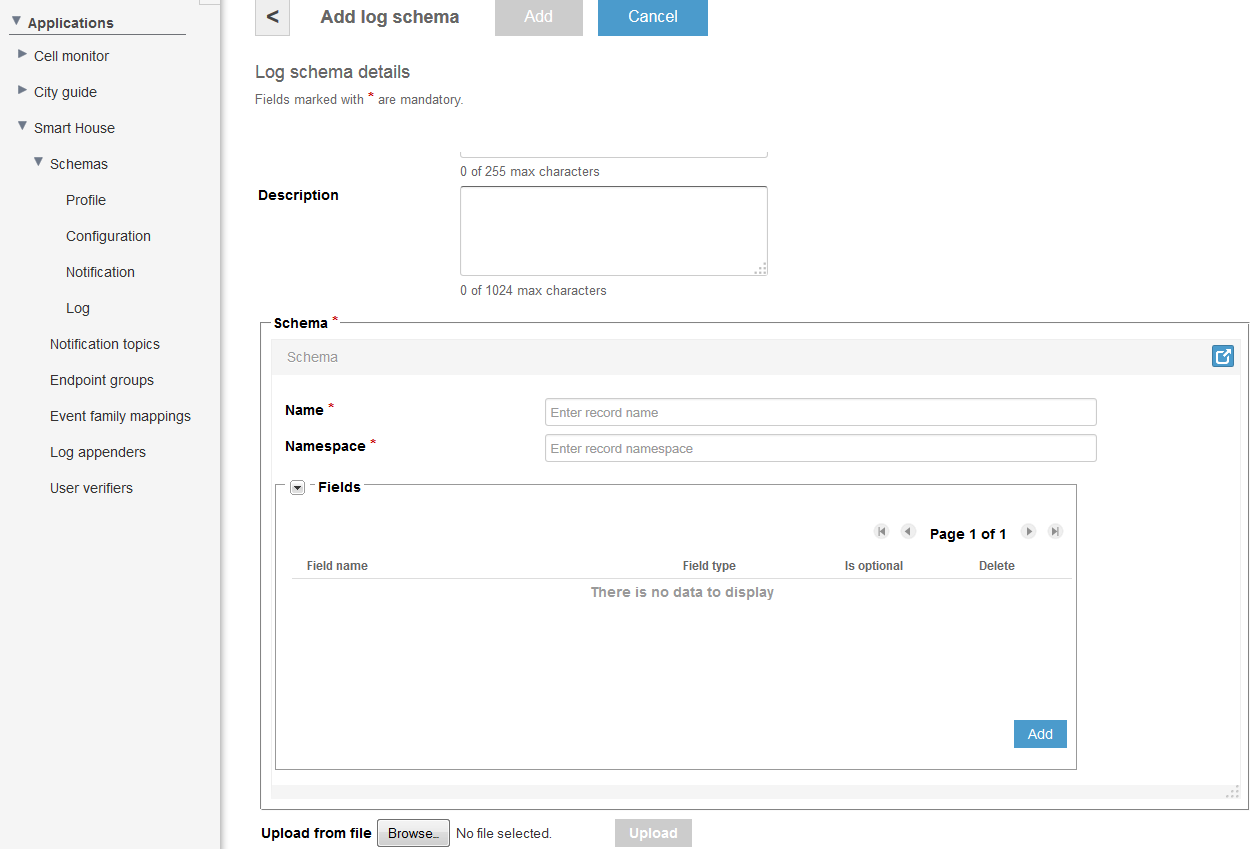 Applications
Cell monitor
City guide
Smart House
Schemas
Profile
Configuration
Notification
Log
Notification topics
Endpoint groups
Event family mappings
Log appenders
User verifiers
< Add log schema Add Cancel
Log schema details
Fields marked with * are mandatory.
0 of 255 max characters
Description
0 of 1024 max characters
Schema *
Schema
Name * Enter record name
Namespace * Enter record namespace
Fields
Page 1 of 1
Field name Field type Is optional Delete
There is no data to display
Add
Upload from file Browse.. No file selected. Upload